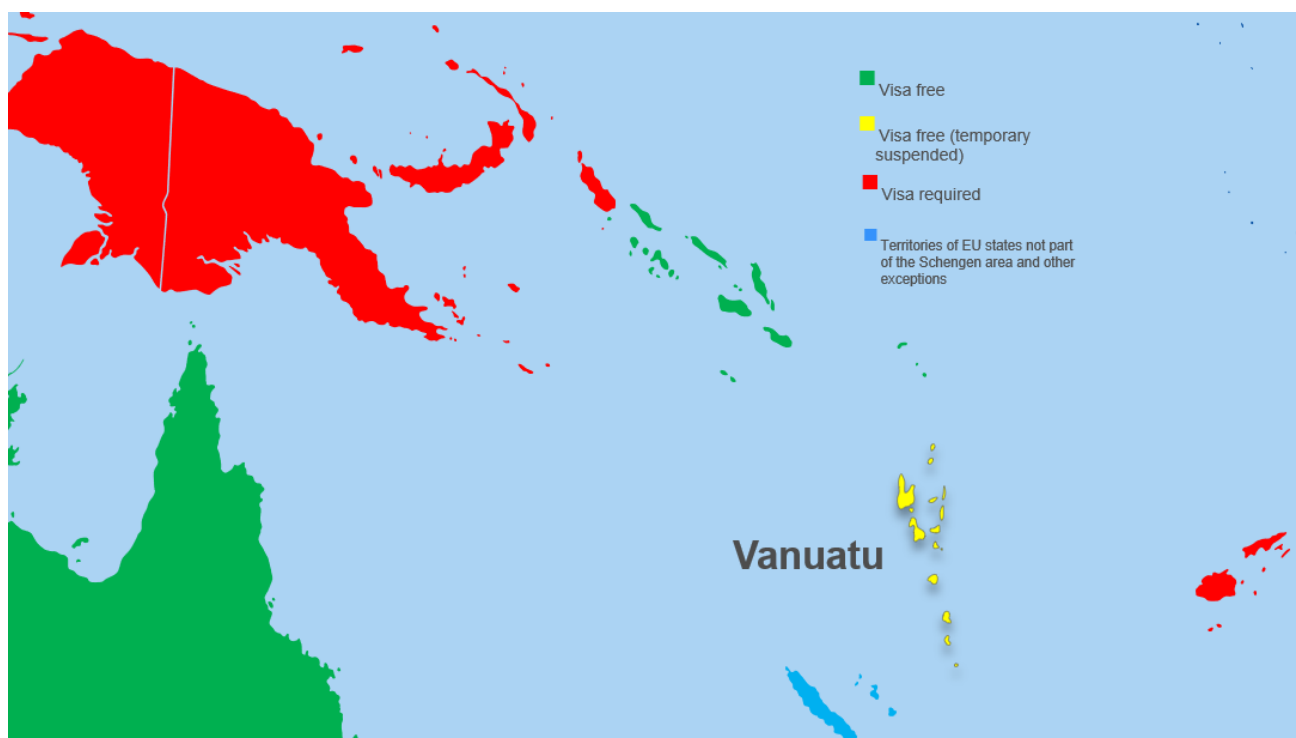 Visa free
Visa free (temporary
suspended)
Visa required
Territories of EU states not part
of the Schengen area and other
exceptions
Vanuatu